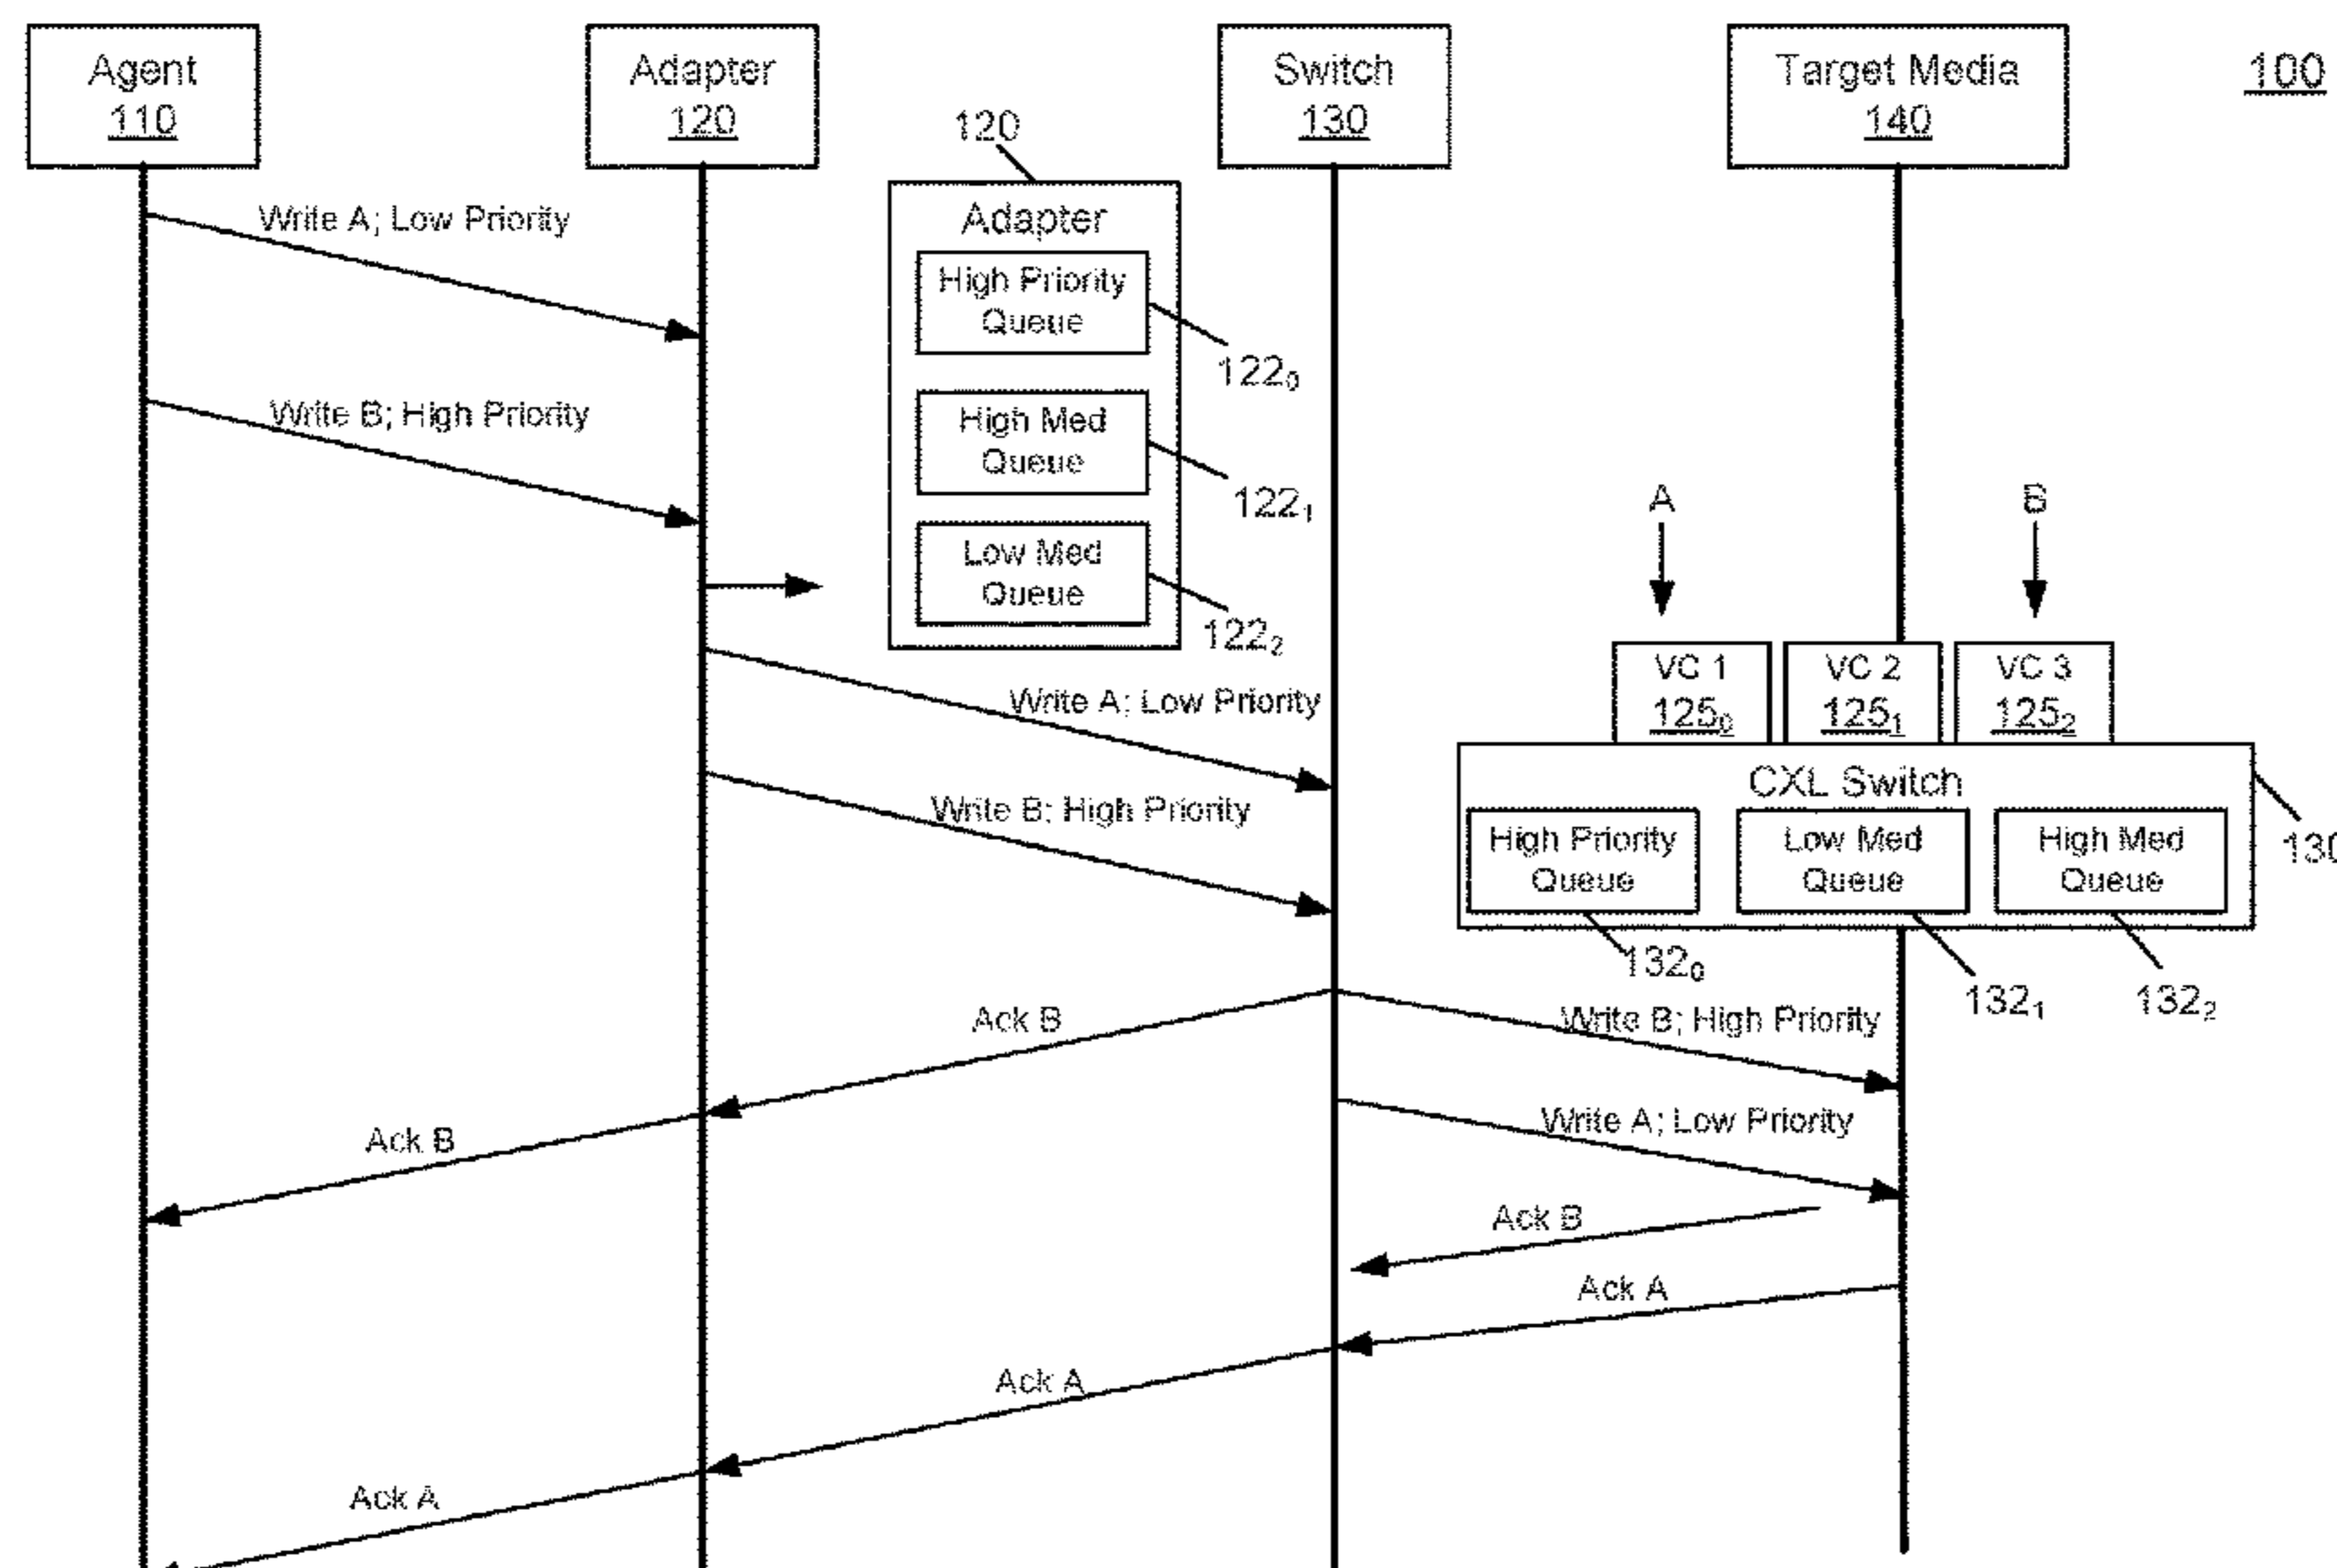 Agent
110
Adapter
120
Switch
130
Target Media
140
100
120
Adapter
High Priority
Queue
122₀
High Med
Queue
122₁
Low Med
Queue
122₂
Write A; Low Priority
Write B; High Priority
A
B
VC 1
125₀
VC 2
125₁
VC 3
125₂
Write A; Low Priority
Write B; High Priority
CXL Switch
High Priority
Queue
Low Med
Queue
High Med
Queue
130
132₀
132₁
132₂
Ack B
Write B; High Priority
Ack B
Write A; Low Priority
Ack B
Ack A
Ack A
Ack A